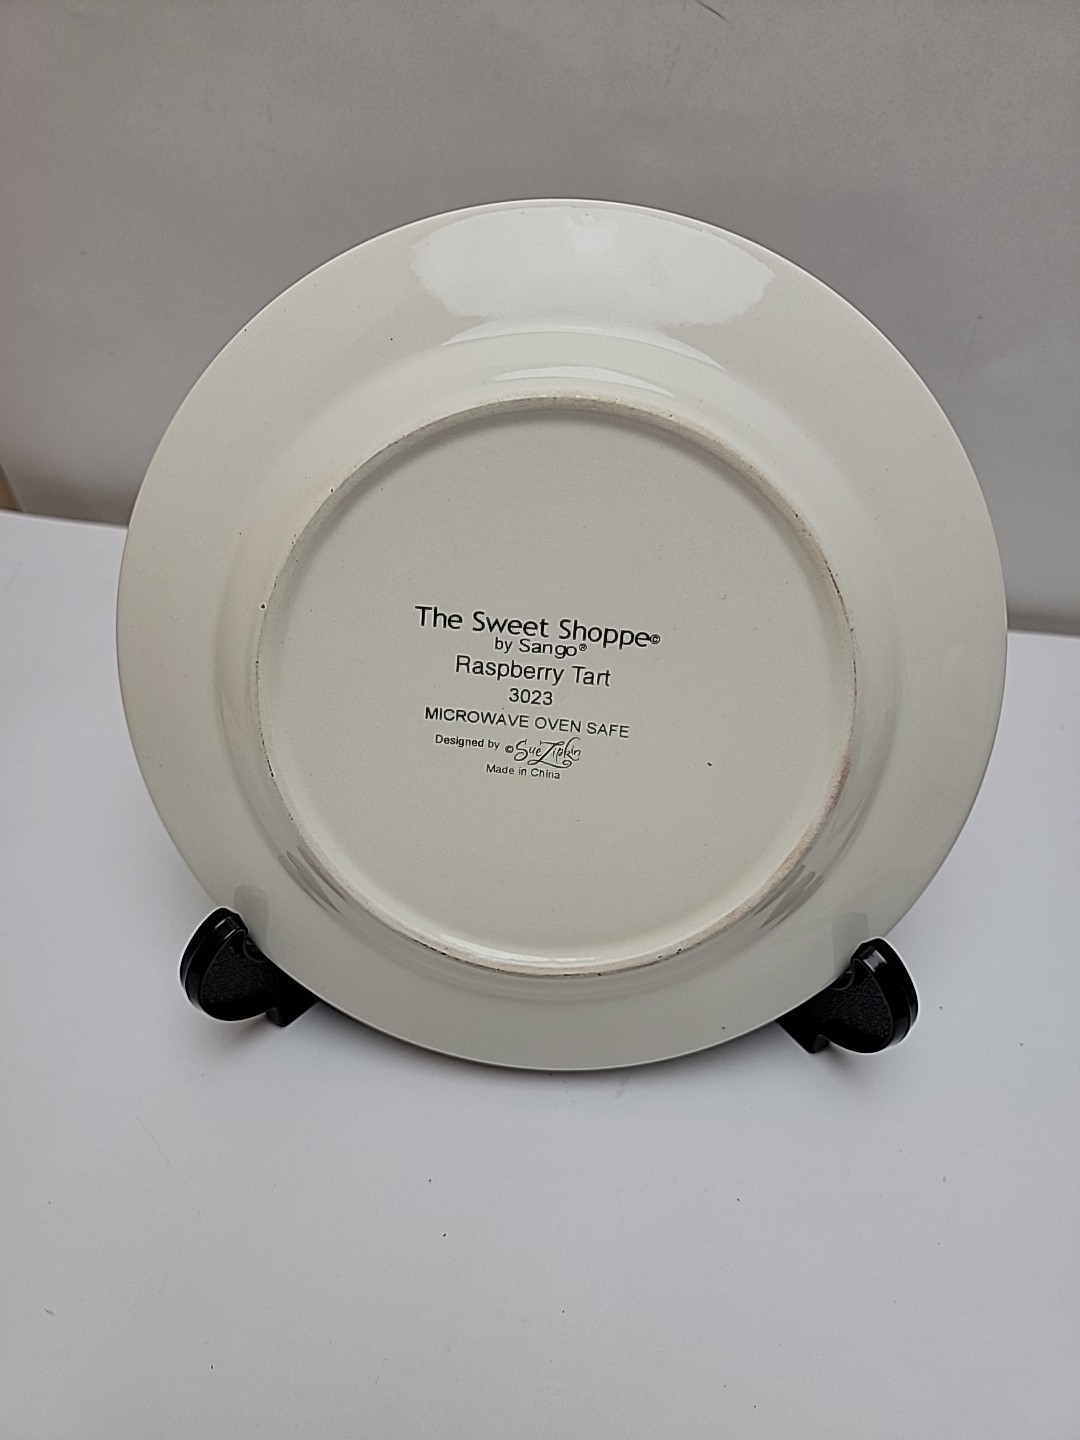 The Sweet Shoppe©
by Sango®
Raspberry Tart
3023
MICROWAVE OVEN SAFE
Designed by ©Sue Zipkin
Made in China